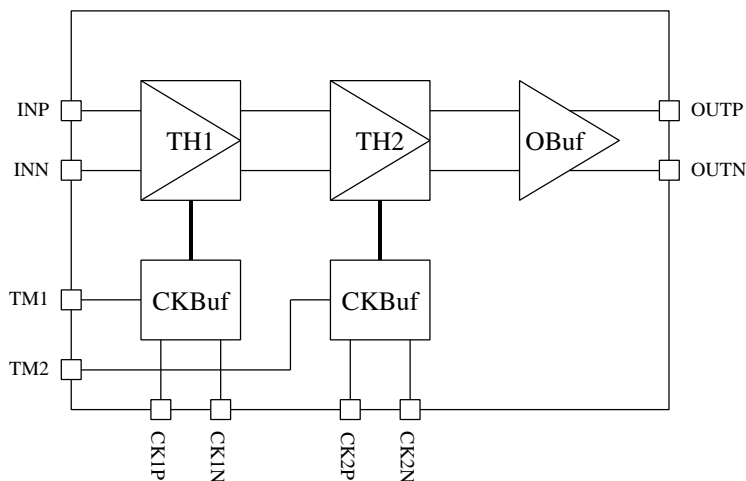 INP
TH1
TH2
OBuf
OUTP
INN
OUTN
TM1
CKBuf
CKBuf
TM2
CK1P
CK1N
CK2P
CK2N